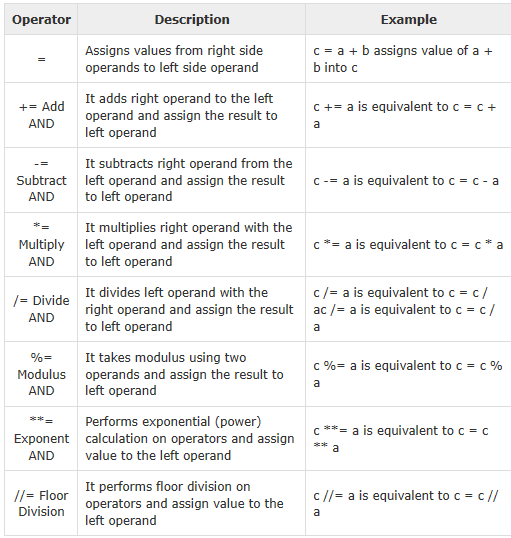 Operator Description Example
= Assigns values from right side operands to left side operand c = a + b assigns value of a + b into c
+= Add AND It adds right operand to the left operand and assign the result to left operand c += a is equivalent to c = c + a
-= Subtract AND It subtracts right operand from the left operand and assign the result to left operand c -= a is equivalent to c = c - a
*= Multiply AND It multiplies right operand with the left operand and assign the result to left operand c *= a is equivalent to c = c * a
/= Divide AND It divides left operand with the right operand and assign the result to left operand c /= a is equivalent to c = c / ac /= a is equivalent to c = c / a
%= Modulus AND It takes modulus using two operands and assign the result to left operand c %= a is equivalent to c = c % a
**= Exponent AND Performs exponential (power) calculation on operators and assign value to the left operand c **= a is equivalent to c = c ** a
//= Floor Division It performs floor division on operators and assign value to the left operand c //= a is equivalent to c = c // a